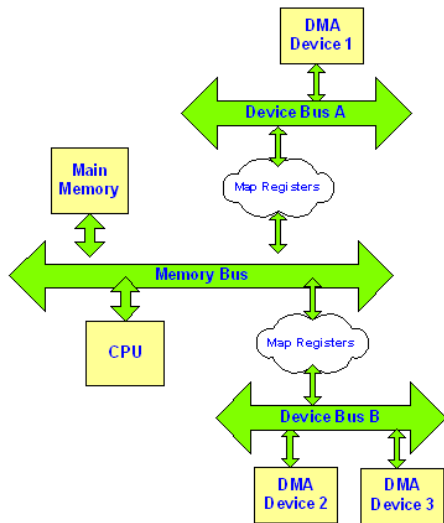 DMA
Device 1
Device Bus A
Map Registers
Main
Memory
Memory Bus
CPU
Map Registers
Device Bus B
DMA
Device 2
DMA
Device 3